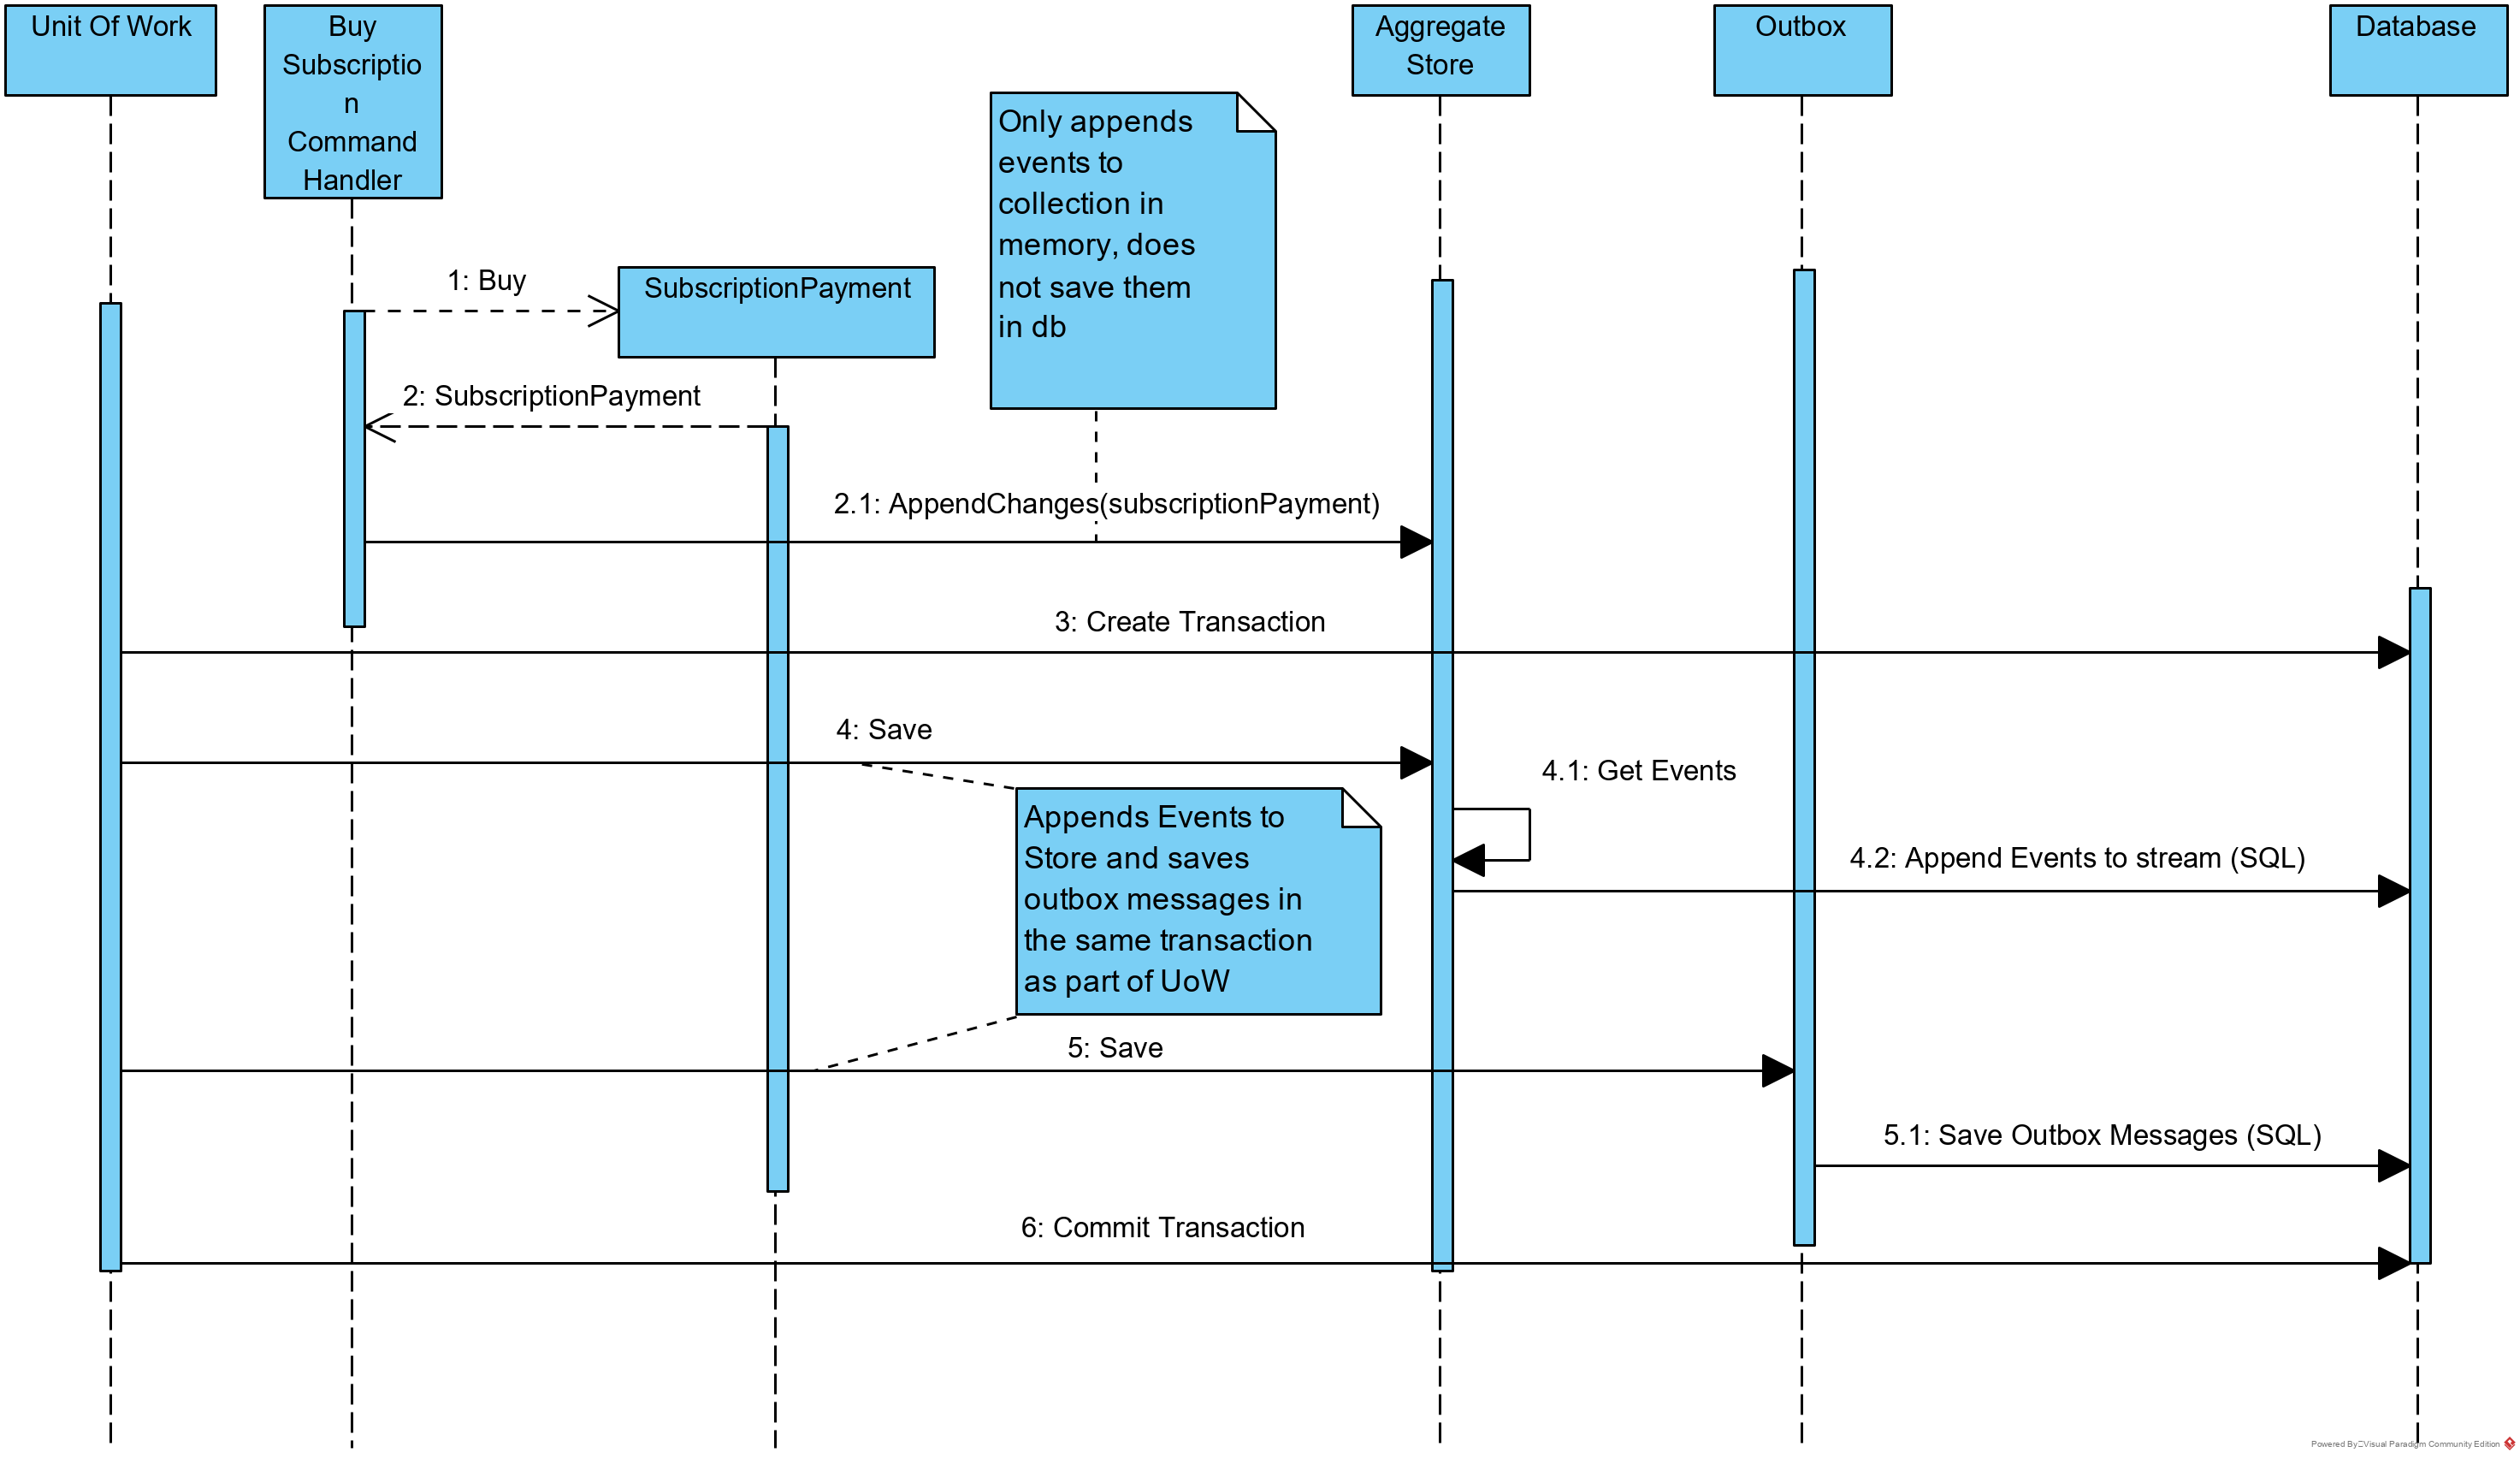 Unit Of Work
Buy
Subscriptio
n
Command
Handler
Aggregate
Store
Outbox
Database
Only appends
events to
collection in
memory, does
not save them
in db
1: Buy
SubscriptionPayment
2: SubscriptionPayment
2.1: AppendChanges(subscriptionPayment)
3: Create Transaction
4: Save
4.1: Get Events
Appends Events to
Store and saves
outbox messages in
the same transaction
as part of UoW
4.2: Append Events to stream (SQL)
5: Save
5.1: Save Outbox Messages (SQL)
6: Commit Transaction
Powered By Visual Paradigm Community Edition